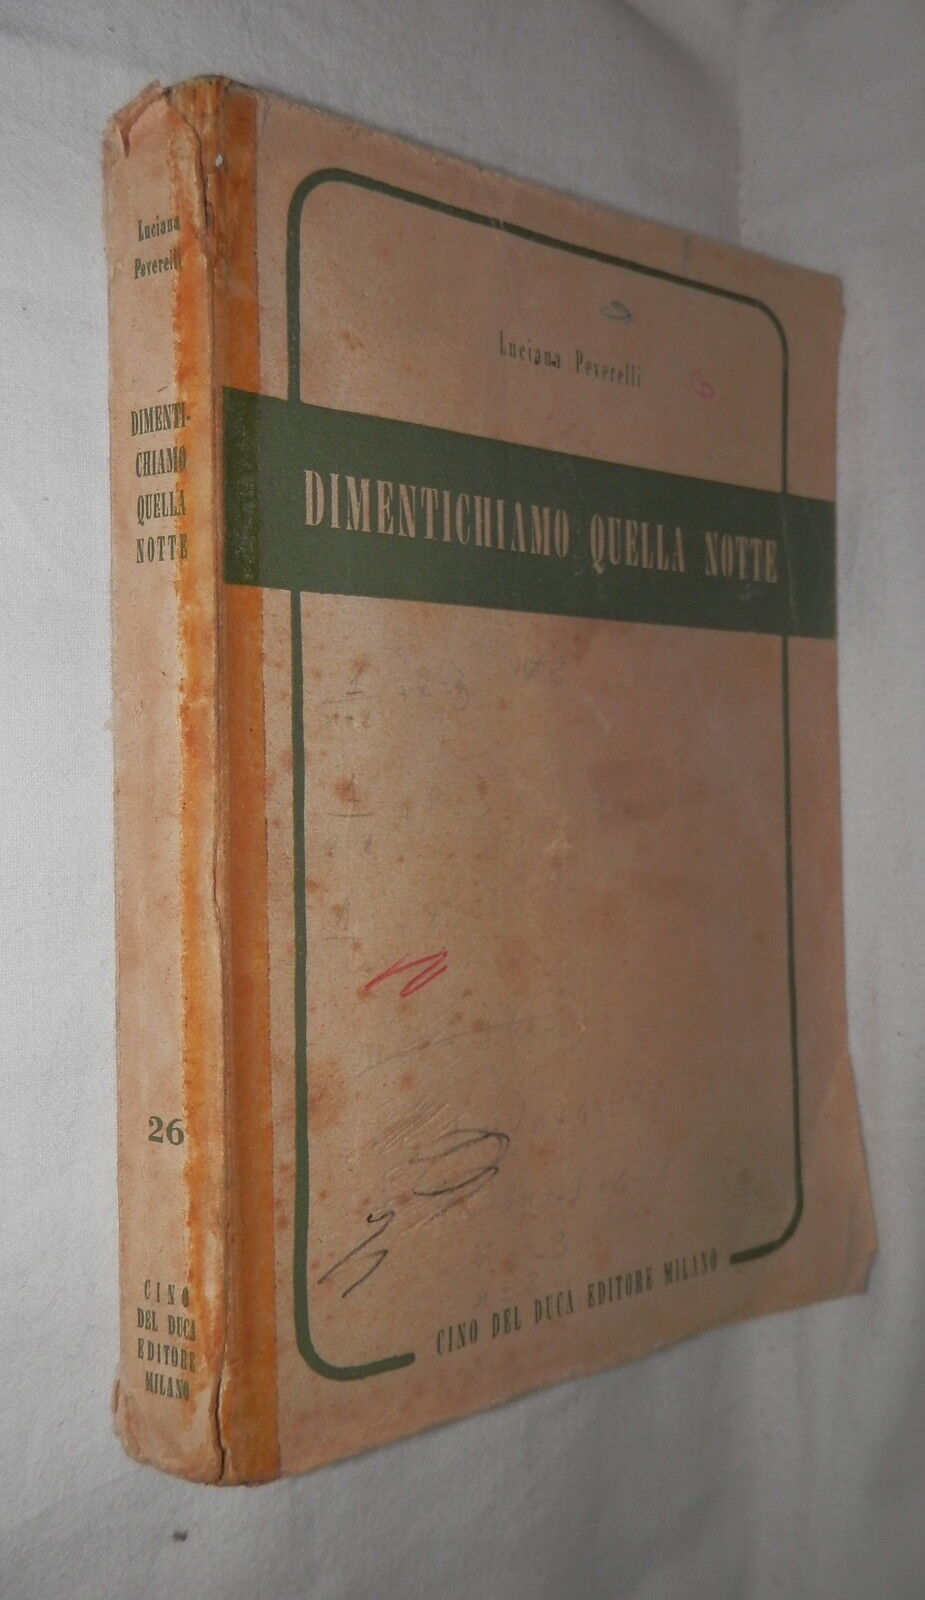 Luciana
Peverelli
DIMENTI-
CHIAMO
QUELLA
NOTTE
26
CINO
DEL DUCA
EDITORE
MILANO
Luciana Peverelli
DIMENTICHIAMO QUELLA NOTTE
CINO DEL DUCA EDITORE MILANO